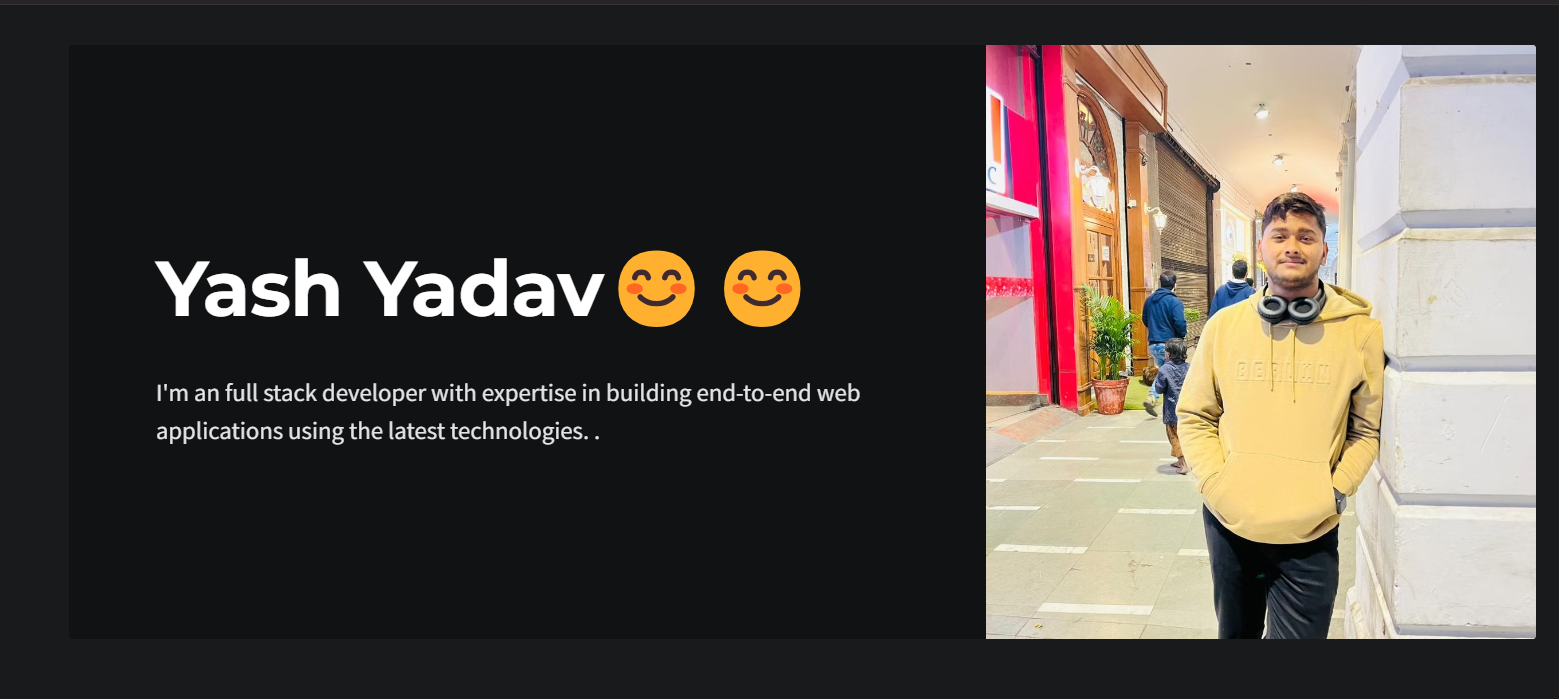 Yash Yadav😊 😊
I'm an full stack developer with expertise in building end-to-end web
applications using the latest technologies. .
C
BERLIN